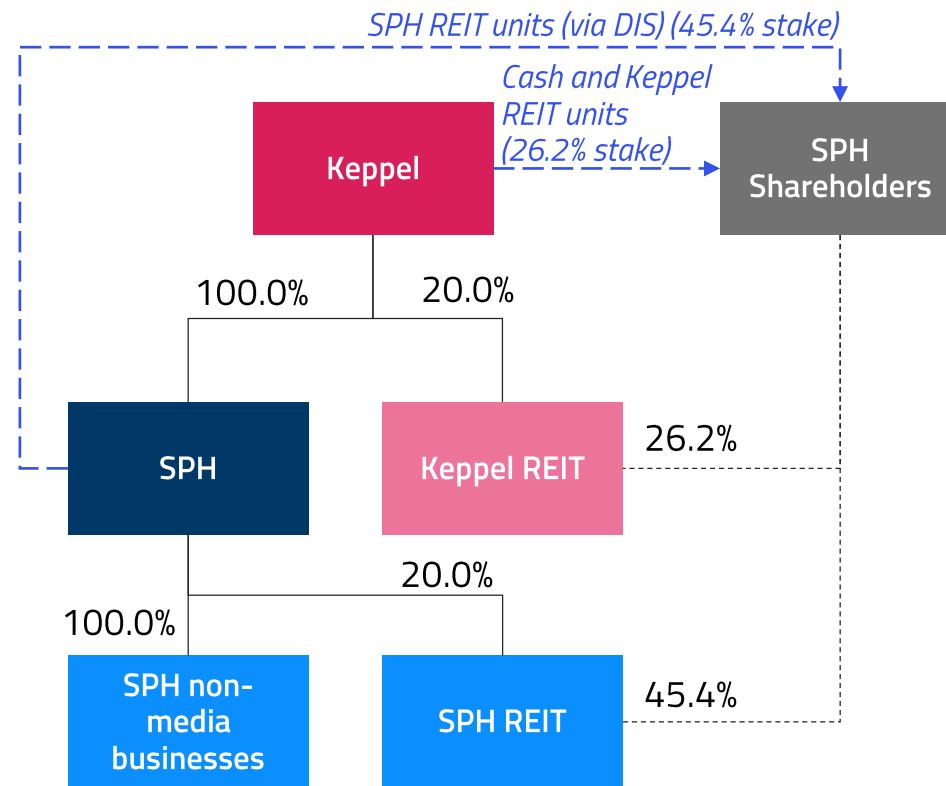 SPH REIT units (via DIS) (45.4% stake)
Cash and Keppel
REIT units
(26.2% stake)
Keppel
SPH
Shareholders
100.0%
20.0%
SPH
Keppel REIT
26.2%
20.0%
100.0%
SPH non-
media
businesses
SPH REIT
45.4%